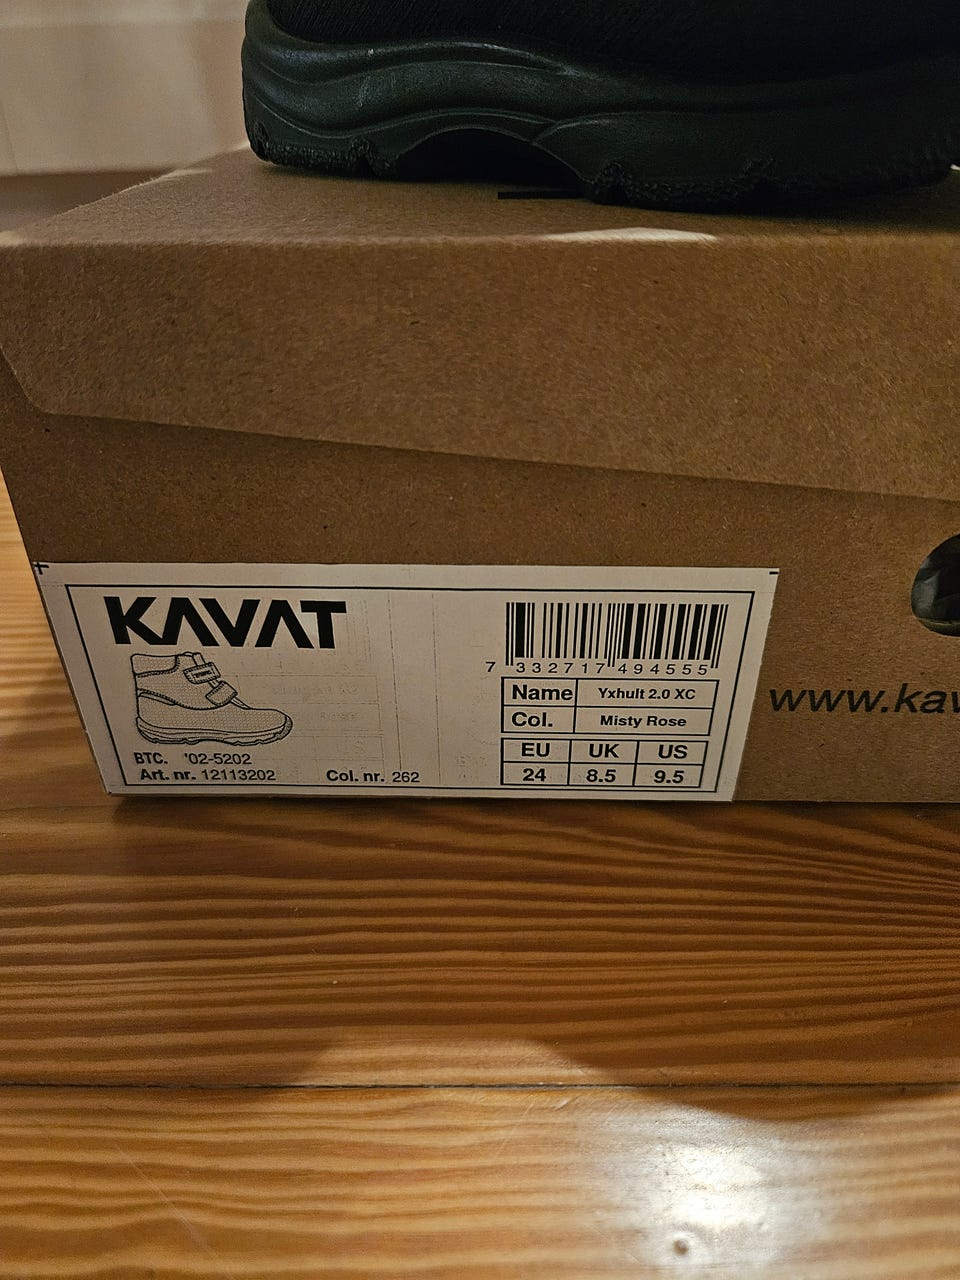 KAVAT
BTC. '02-5202
Art. nr. 12113202 Col. nr. 262
7 332717 494555
Name Yxhult 2.0 XC
Col. Misty Rose
EU UK US
24 8.5 9.5
www.kav